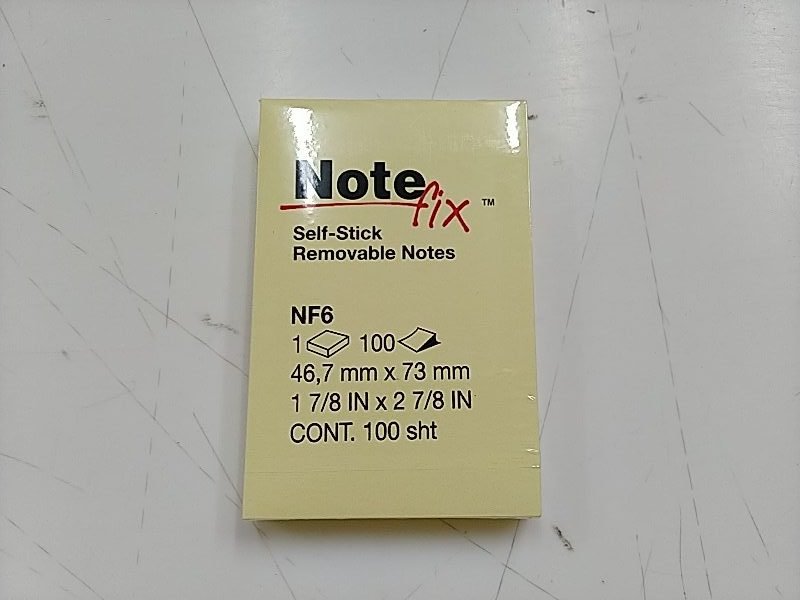 Note fix ™
Self-Stick
Removable Notes
NF6
1 100
46,7 mm x 73 mm
1 7/8 IN x 2 7/8 IN
CONT. 100 sht